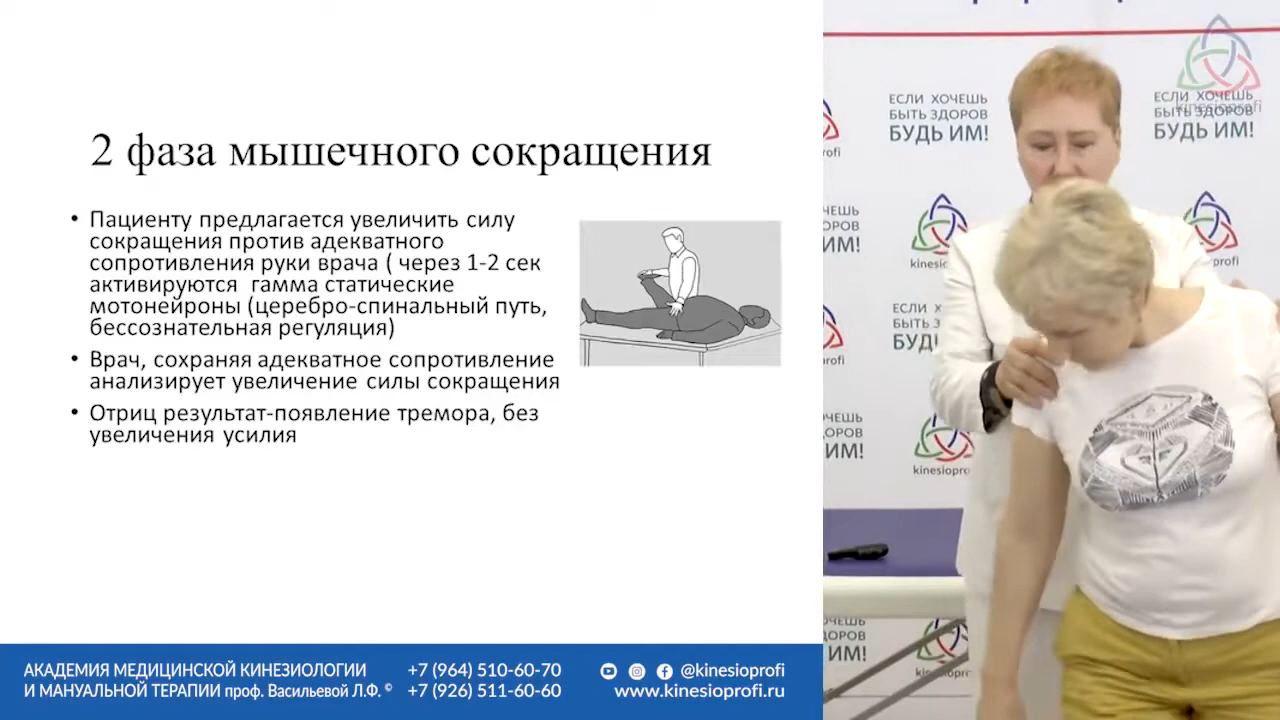 2 фаза мышечного сокращения
• Пациенту предлагается увеличить силу
сокращения против адекватного
сопротивления руки врача ( через 1-2 сек
активируются гамма статические
мотонейроны (церебро-спинальный путь,
бессознательная регуляция)
• Врач, сохраняя адекватное сопротивление
анализирует увеличение силы сокращения
• Отриц результат-появление тремора, без
увеличения усилия
АКАДЕМИЯ МЕДИЦИНСКОЙ КИНЕЗИОЛОГИИ
И МАНУАЛЬНОЙ ТЕРАПИИ проф. Васильевой Л.Ф. ©
+7 (964) 510-60-70
+7 (926) 511-60-60
@kinesioprofi
www.kinesioprofi.ru
ЕСЛИ ХОЧЕШЬ
БЫТЬ ЗДОРОВ
БУДЬ ИМ!
ЕСЛИ ХОЧЕШЬ
БЫТЬ ЗДОРОВ
БУДЬ ИМ!
kinesioprofi